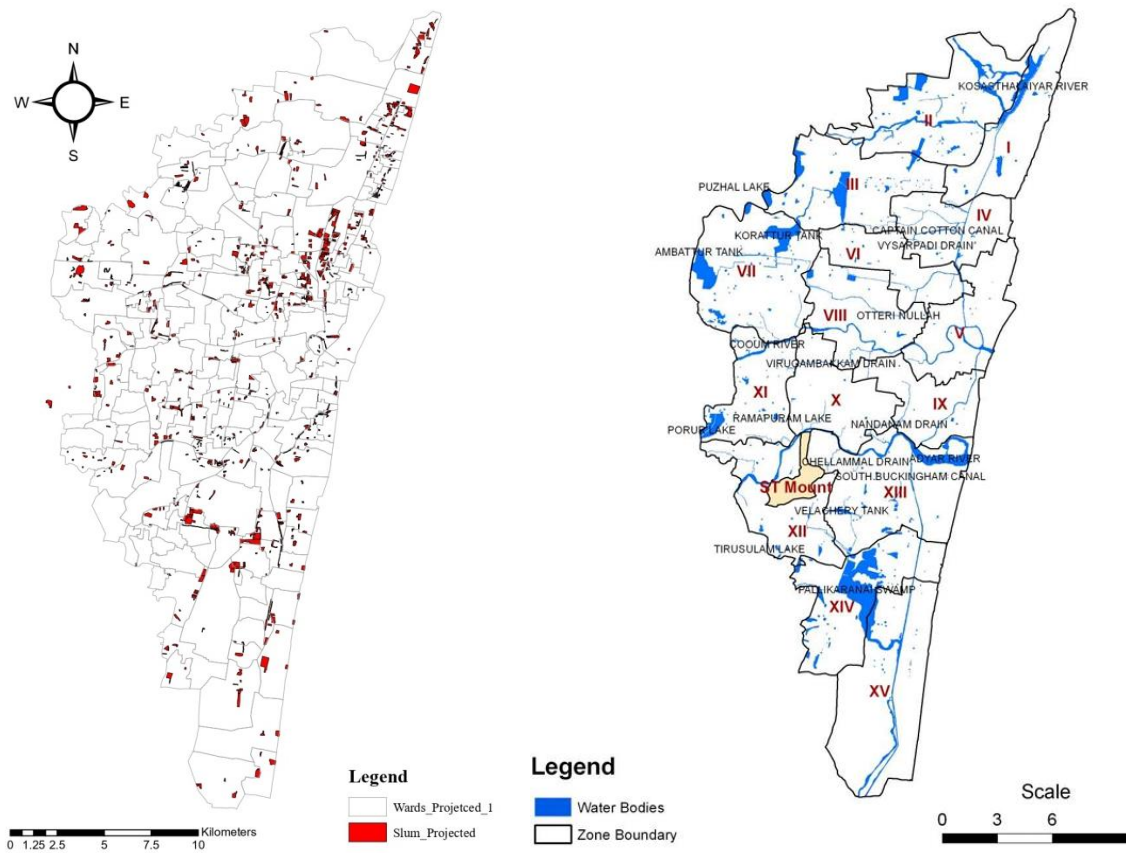 N
W E
S
Legend
Wards_Projetced_1
Slum_Projected
Kilometers
0 1.25 2.5 5 7.5 10
KOSASTHALAIYAR RIVER
II
I
III
PUZHAL LAKE
IV
CAPTAIN COTTON CANAL
KORATTUR TANK
VYSARPADI DRAIN
AMBATTUR TANK
VI
VII
VIII
OTTERI NULLAH
V
COOUM RIVER
VIRUGAMBAKKAM DRAIN
XI
X
IX
RAMAPURAM LAKE
NANDANAM DRAIN
PORUR LAKE
CHELLAMMAL DRAIN
ADYAR RIVER
SOUTH BUCKINGHAM CANAL
ST Mount
XIII
VELACHERY TANK
XII
TIRUSULAM LAKE
PALLIKARANAI SWAMP
XIV
XV
Legend
Water Bodies
Zone Boundary
Scale
0 3 6